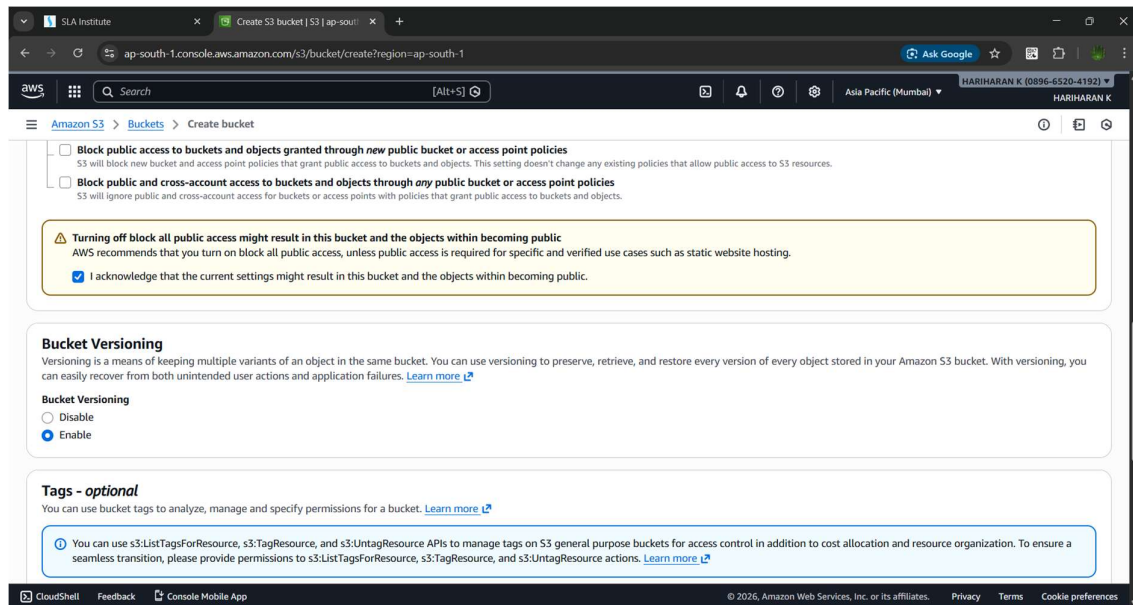 SLA Institute
Create S3 bucket | S3 | ap-sout
ap-south-1.console.aws.amazon.com/s3/bucket/create?region=ap-south-1
Ask Google
aws
Search
[Alt+S]
Asia Pacific (Mumbai)
HARIHARAN K (0896-6520-4192)
HARIHARAN K
Amazon S3 > Buckets > Create bucket
Block public access to buckets and objects granted through new public bucket or access point policies
S3 will block new bucket and access point policies that grant public access to buckets and objects. This setting doesn't change any existing policies that allow public access to S3 resources.
Block public and cross-account access to buckets and objects through any public bucket or access point policies
S3 will ignore public and cross-account access for buckets or access points with policies that grant public access to buckets and objects.
Turning off block all public access might result in this bucket and the objects within becoming public
AWS recommends that you turn on block all public access, unless public access is required for specific and verified use cases such as static website hosting.
I acknowledge that the current settings might result in this bucket and the objects within becoming public.
Bucket Versioning
Versioning is a means of keeping multiple variants of an object in the same bucket. You can use versioning to preserve, retrieve, and restore every version of every object stored in your Amazon S3 bucket. With versioning, you
can easily recover from both unintended user actions and application failures. Learn more
Bucket Versioning
Disable
Enable
Tags - optional
You can use bucket tags to analyze, manage and specify permissions for a bucket. Learn more
You can use s3:ListTagsForResource, s3:TagResource, and s3:UntagResource APIs to manage tags on S3 general purpose buckets for access control in addition to cost allocation and resource organization. To ensure a
seamless transition, please provide permissions to s3:ListTagsForResource, s3:TagResource, and s3:UntagResource actions. Learn more
CloudShell Feedback Console Mobile App © 2026, Amazon Web Services, Inc. or its affiliates. Privacy Terms Cookie preferences